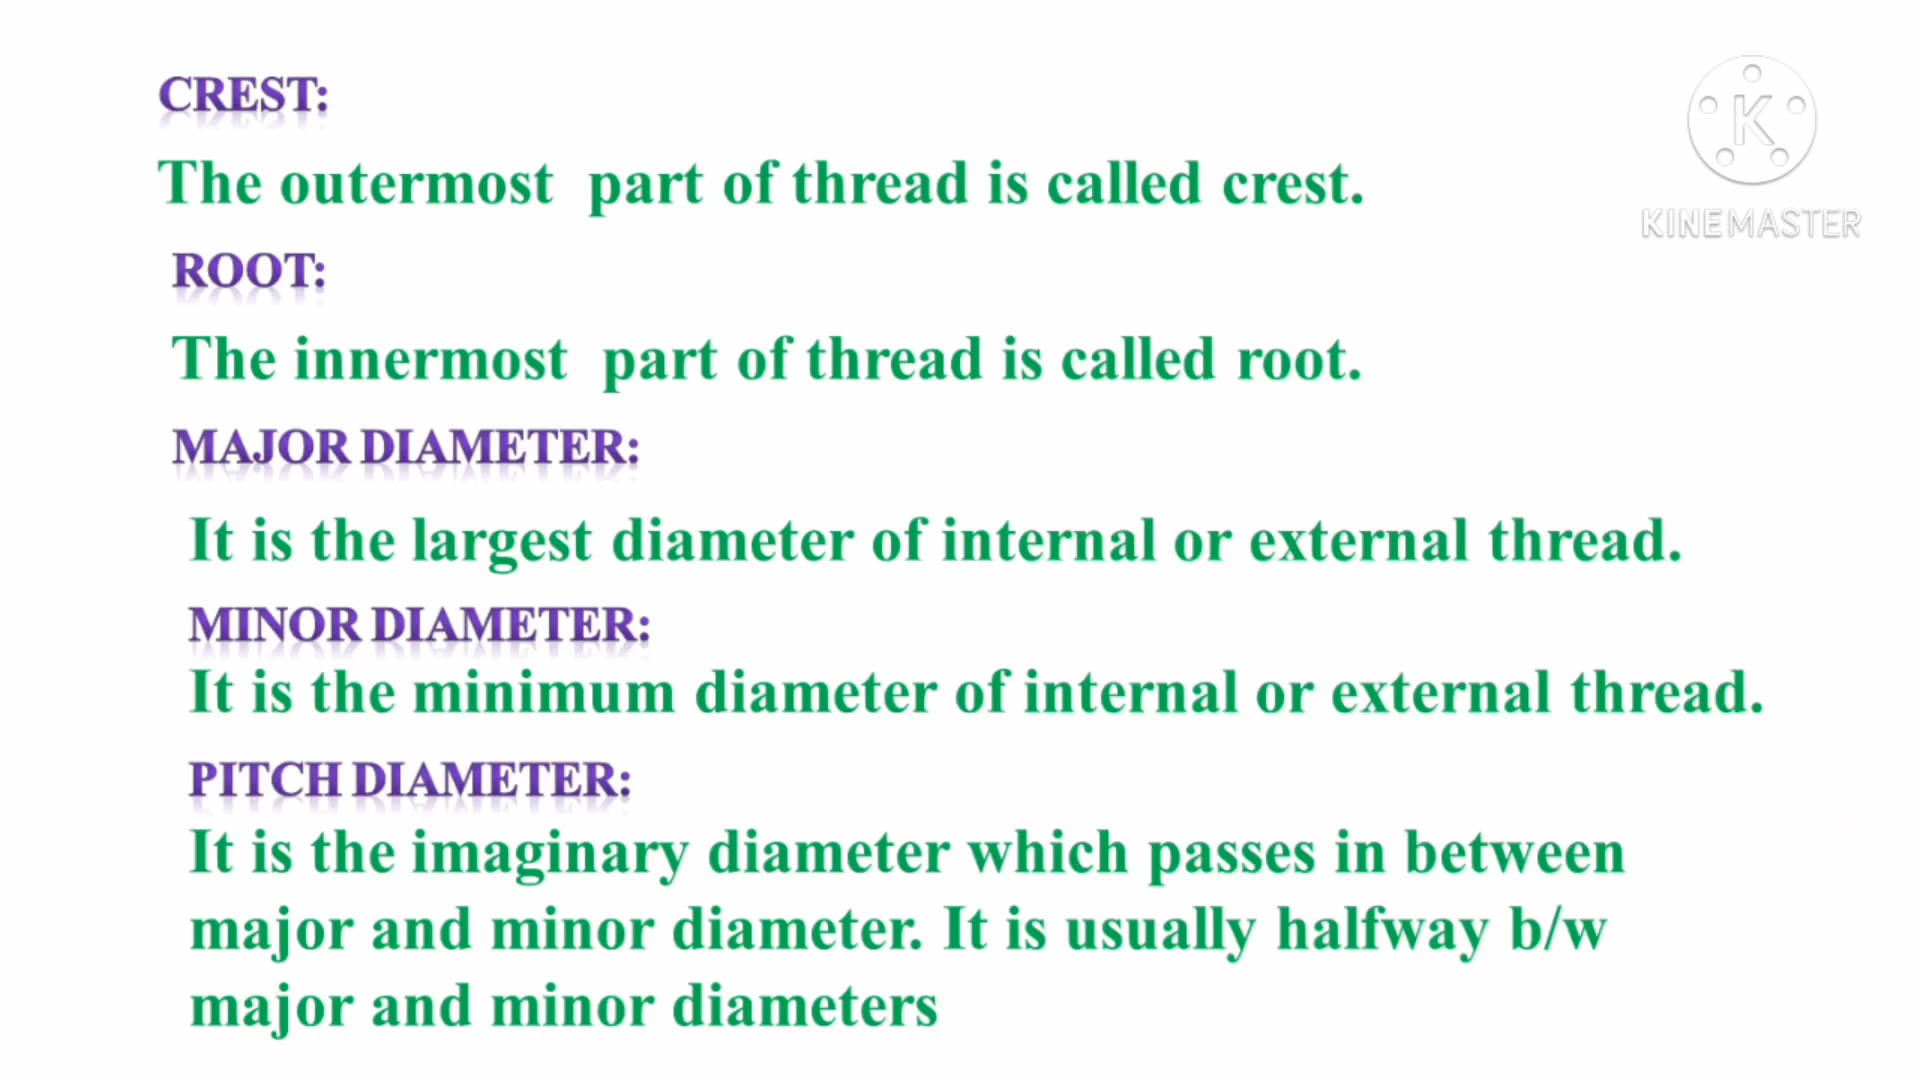 CREST:
The outermost part of thread is called crest.
ROOT:
The innermost part of thread is called root.
MAJOR DIAMETER:
It is the largest diameter of internal or external thread.
MINOR DIAMETER:
It is the minimum diameter of internal or external thread.
PITCH DIAMETER:
It is the imaginary diameter which passes in between
major and minor diameter. It is usually halfway b/w
major and minor diameters
K
KINEMASTER